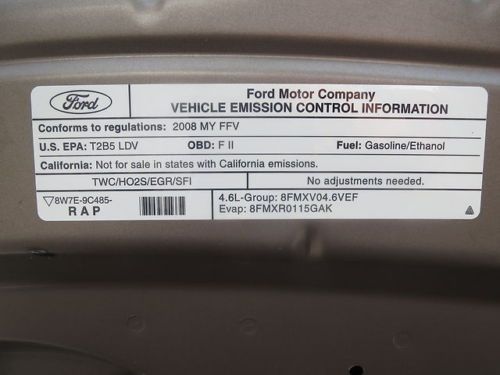 Ford
Ford Motor Company
VEHICLE EMISSION CONTROL INFORMATION
Conforms to regulations: 2008 MY FFV
U.S. EPA: T2B5 LDV OBD: F II Fuel: Gasoline/Ethanol
California: Not for sale in states with California emissions.
TWC/HO2S/EGR/SFI No adjustments needed.
8W7E-9C485-
R A P
4.6L-Group: 8FMXV04.6VEF
Evap: 8FMXR0115GAK